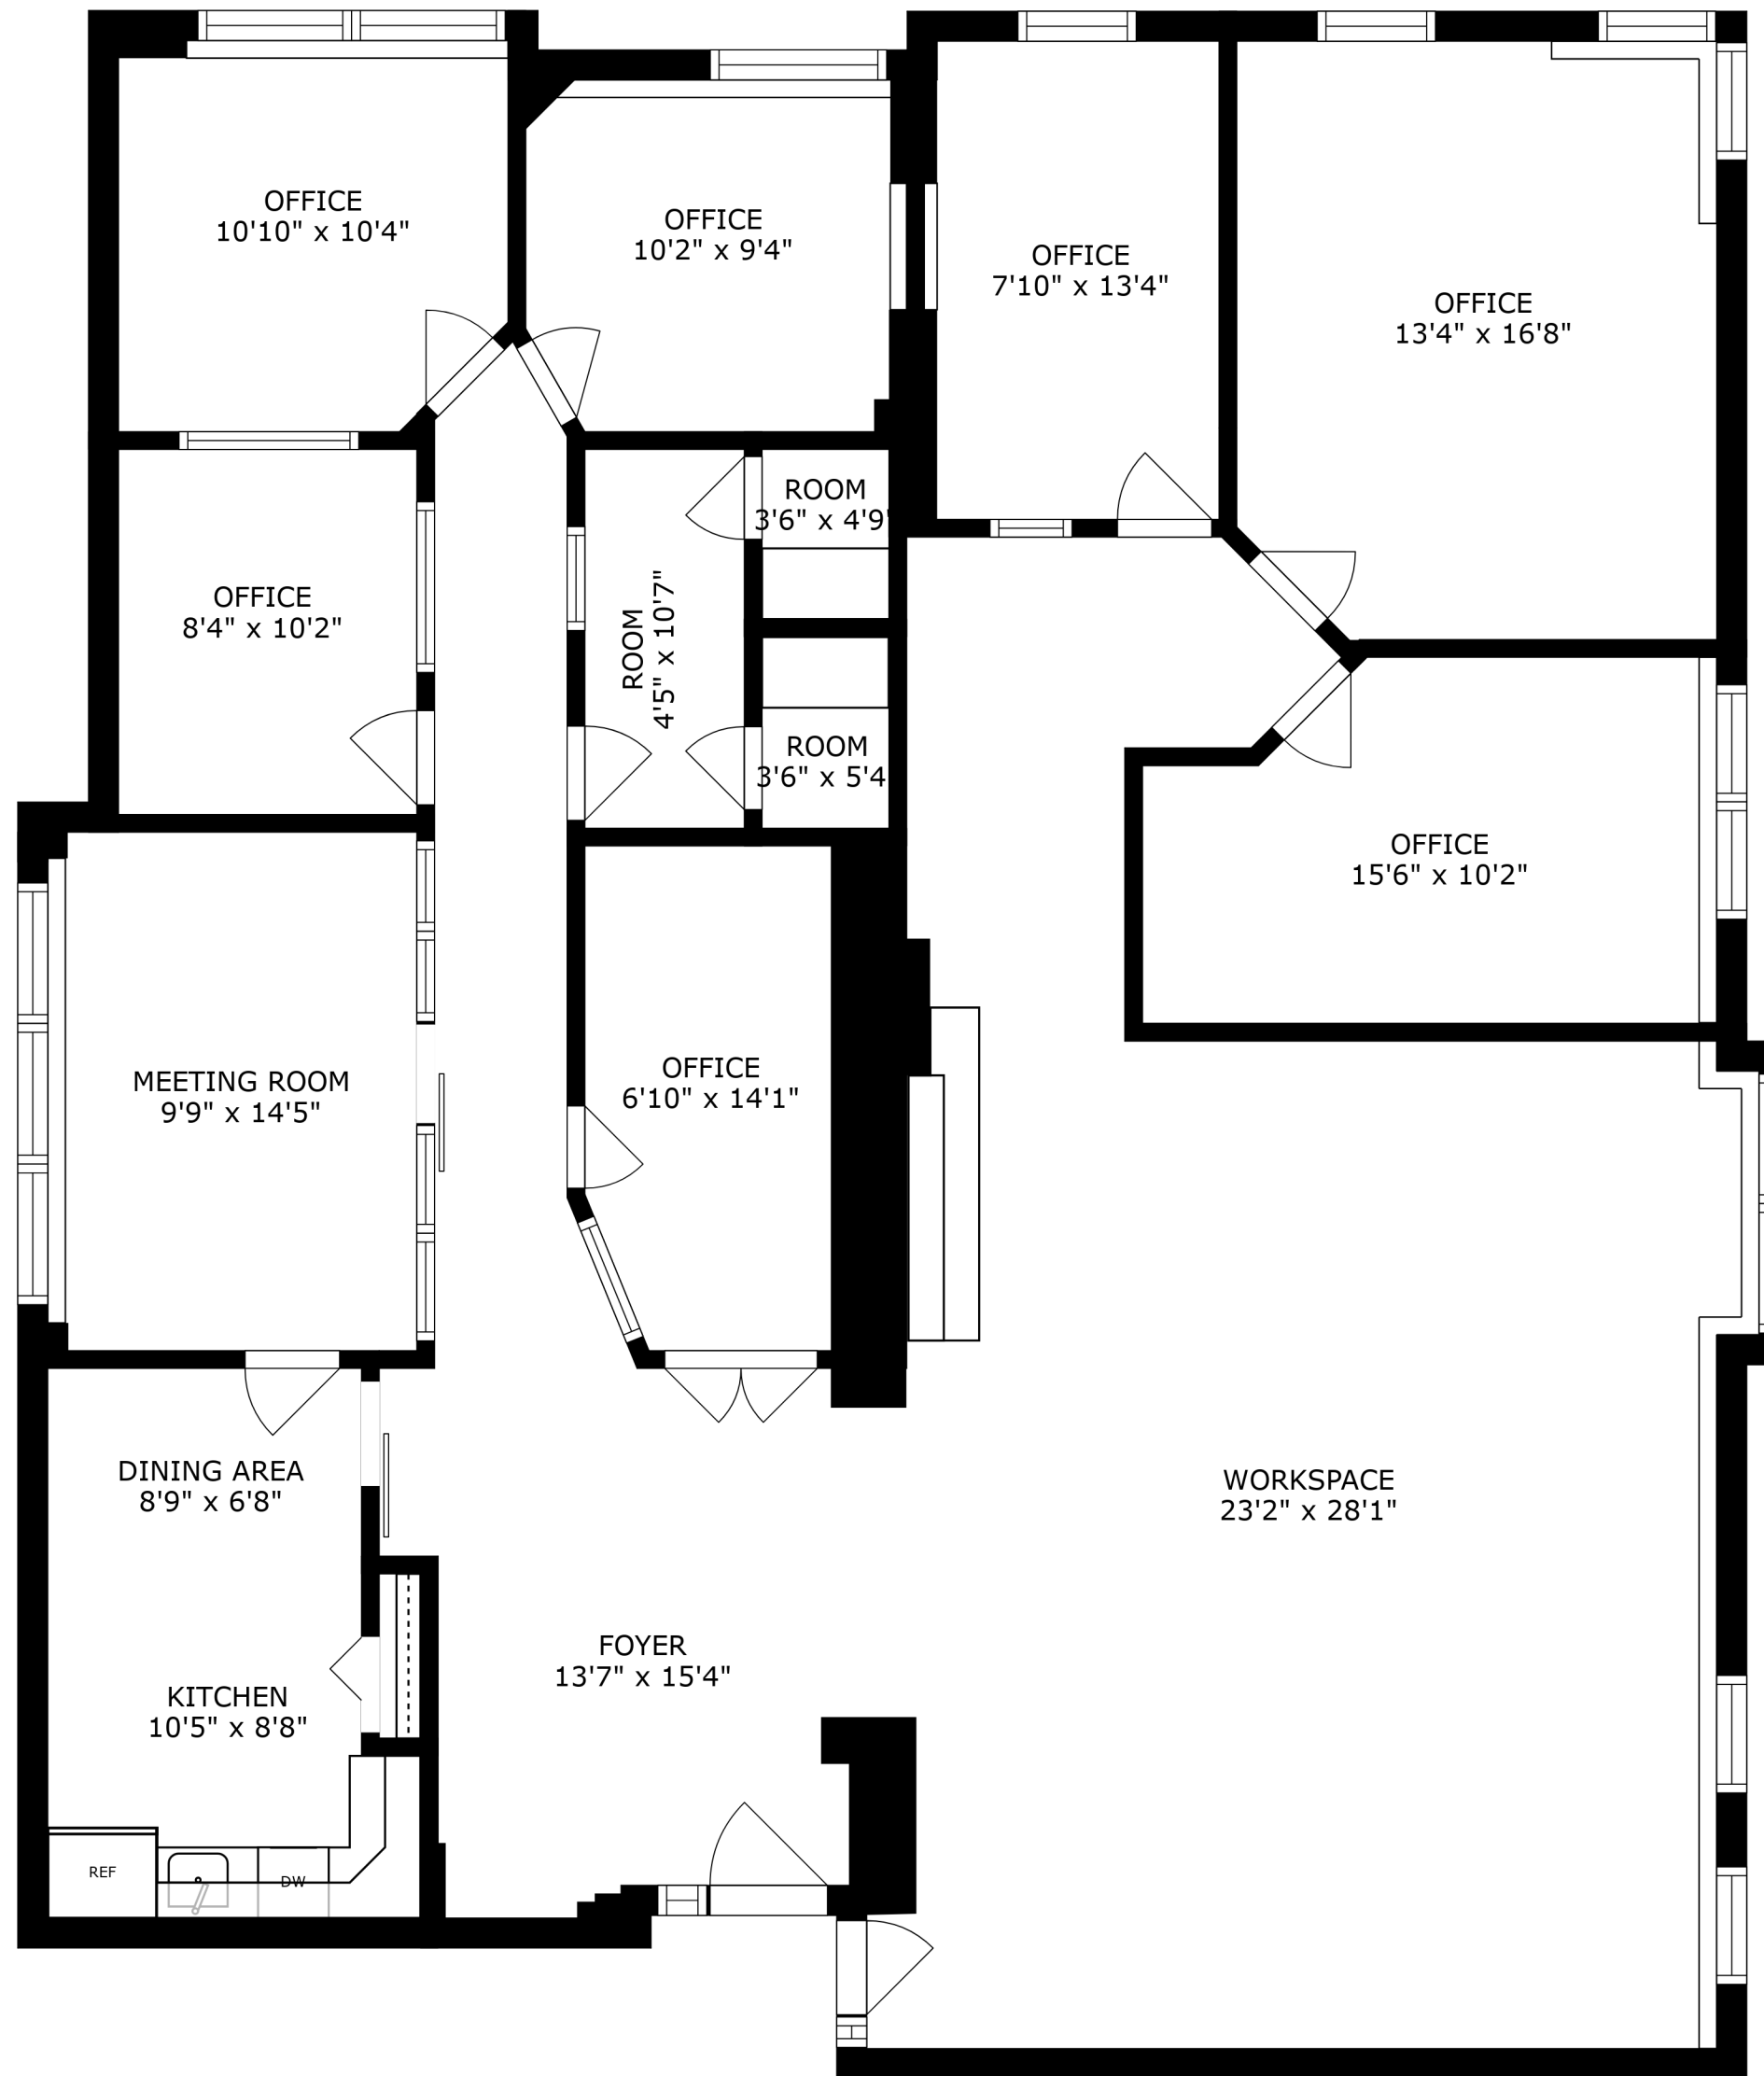 OFFICE
10'10" x 10'4"
OFFICE
10'2" x 9'4"
OFFICE
7'10" x 13'4"
OFFICE
13'4" x 16'8"
ROOM
3'6" x 4'9'
OFFICE
8'4" x 10'2"
ROOM
4'5" x 10'7"
ROOM
3'6" x 5'4
OFFICE
15'6" x 10'2"
MEETING ROOM
9'9" x 14'5"
OFFICE
6'10" x 14'1"
DINING AREA
8'9" x 6'8"
WORKSPACE
23'2" x 28'1"
FOYER
13'7" x 15'4"
KITCHEN
10'5" x 8'8"
REF
DW